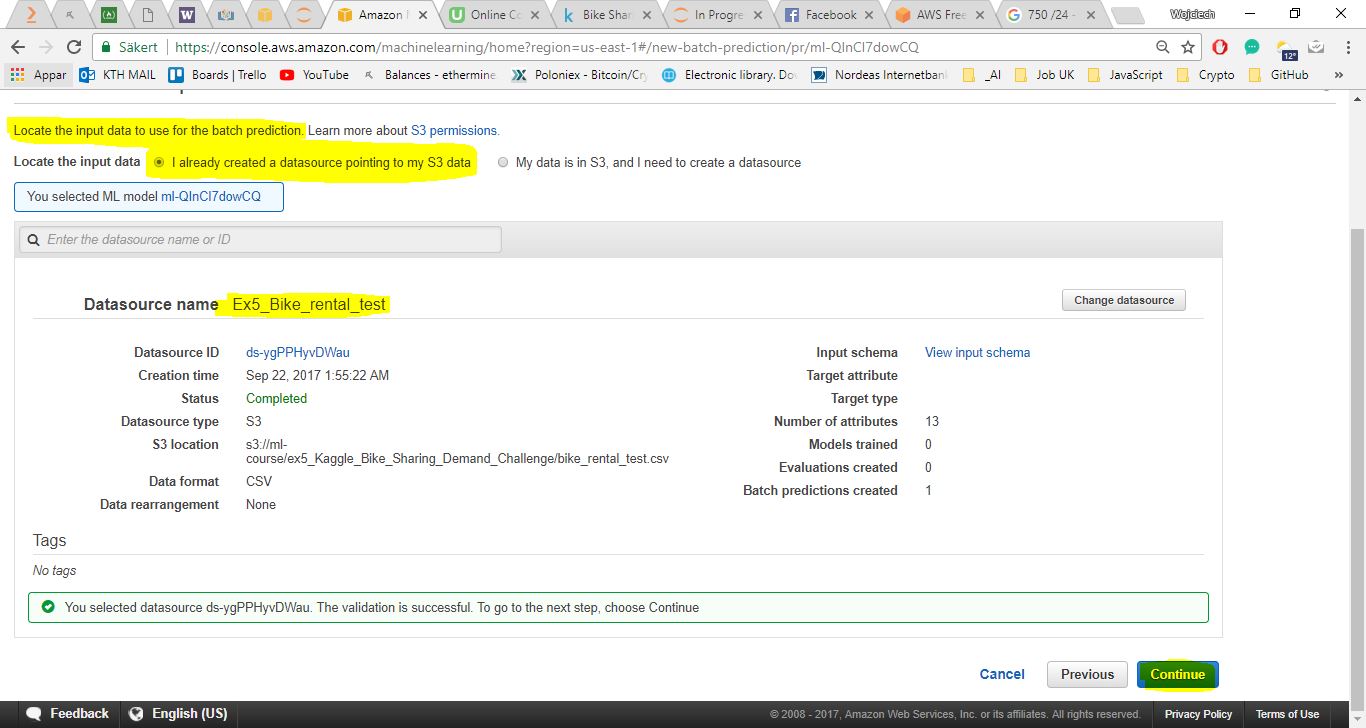 Amazon
Online Co
Bike Shar
In Progre
Facebook
AWS Free
750 /24 -
Wojciech
Säkert
https://console.aws.amazon.com/machinelearning/home?region=us-east-1#/new-batch-prediction/pr/ml-QInCl7dowCQ
12°
Appar
KTH MAIL
Boards | Trello
YouTube
Balances - ethermine
Poloniex - Bitcoin/Cry
Electronic library. Do
Nordeas Internetban
_AI
Job UK
JavaScript
Crypto
GitHub
»
Locate the input data to use for the batch prediction. Learn more about S3 permissions.
Locate the input data
I already created a datasource pointing to my S3 data
My data is in S3, and I need to create a datasource
You selected ML model ml-QInCl7dowCQ
Enter the datasource name or ID
Datasource name Ex5_Bike_rental_test
Change datasource
Datasource ID ds-ygPPHyvDWau
Creation time Sep 22, 2017 1:55:22 AM
Status Completed
Datasource type S3
S3 location s3://ml-
course/ex5_Kaggle_Bike_Sharing_Demand_Challenge/bike_rental_test.csv
Data format CSV
Data rearrangement None
Input schema View input schema
Target attribute
Target type
Number of attributes 13
Models trained 0
Evaluations created 0
Batch predictions created 1
Tags
No tags
You selected datasource ds-ygPPHyvDWau. The validation is successful. To go to the next step, choose Continue
Cancel
Previous
Continue
Feedback
English (US)
© 2008 - 2017, Amazon Web Services, Inc. or its affiliates. All rights reserved.
Privacy Policy
Terms of Use